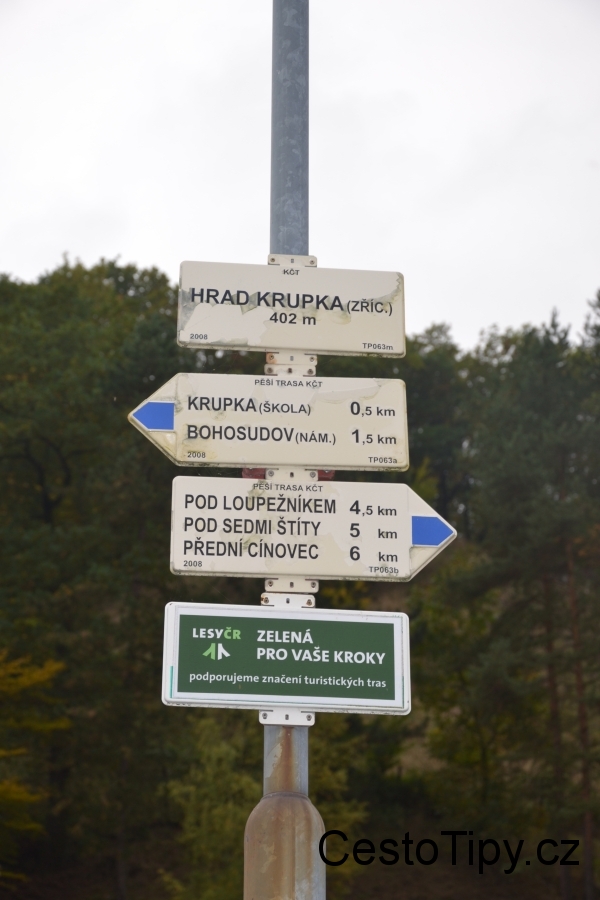 KČT
HRAD KRUPKA (ZŘÍC.)
402 m
2008 TP063m
PĚŠÍ TRASA KČT
KRUPKA (ŠKOLA) 0,5 km
BOHOSUDOV (NÁM.) 1,5 km
2008 TP063a
PĚŠÍ TRASA KČT
POD LOUPEŽNÍKEM 4,5 km
POD SEDMI ŠTÍTY 5 km
PŘEDNÍ CÍNOVEC 6 km
2008 TP063b
LESYČR ZELENÁ
PRO VAŠE KROKY
podporujeme značení turistických tras
CestoTipy.cz